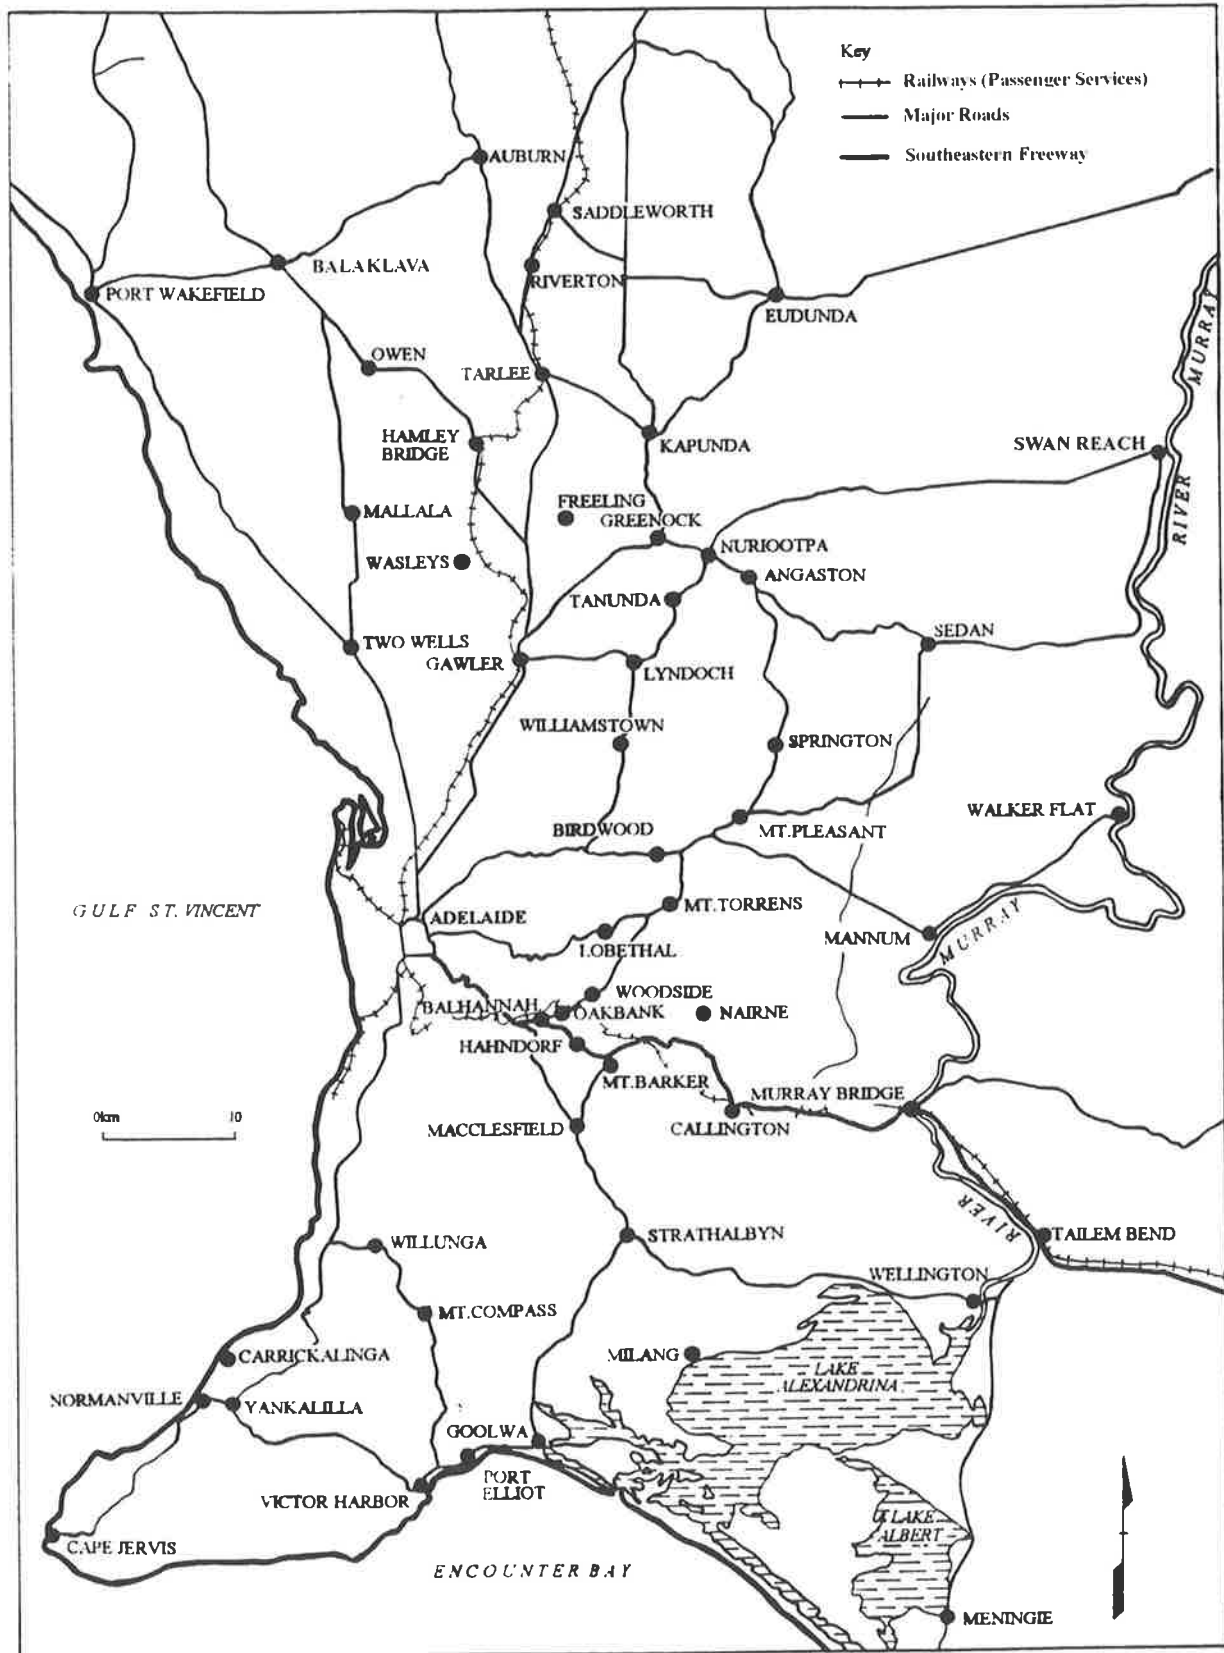 Key
Railways (Passenger Services)
Major Roads
Southeastern Freeway
AUBURN
SADDLEWORTH
BALAKLAVA
RIVERTON
PORT WAKEFIELD
EUDUNDA
MURRAY
OWEN
TARLEE
HAMLEY
BRIDGE
KAPUNDA
SWAN REACH
RIVER
FREELING
MALLALA
GREENOCK
NURIOOTPA
WASLEYS
ANGASTON
TANUNDA
SEDAN
TWO WELLS
GAWLER
LYNDOCH
WILLIAMSTOWN
SPRINGTON
WALKER FLAT
BIRDWOOD
MT.PLEASANT
GULF ST. VINCENT
ADELAIDE
MT.TORRENS
MANNUM
MURRAY
LOBETHAL
WOODSIDE
BALHANNAH
OAKBANK
NAIRNE
HAHNDORF
MT.BARKER
MURRAY BRIDGE
0km 10
MACCLESFIELD
CALLINGTON
RIVER
STRATHALBYN
TAILEM BEND
WILLUNGA
WELLINGTON
MT.COMPASS
CARRICKALINGA
MILANG
LAKE
ALEXANDRINA
NORMANVILLE
YANKALILLA
GOOLWA
PORT
ELLIOT
VICTOR HARBOR
LAKE
ALBERT
CAPE JERVIS
ENCOUNTER BAY
MENINGIE